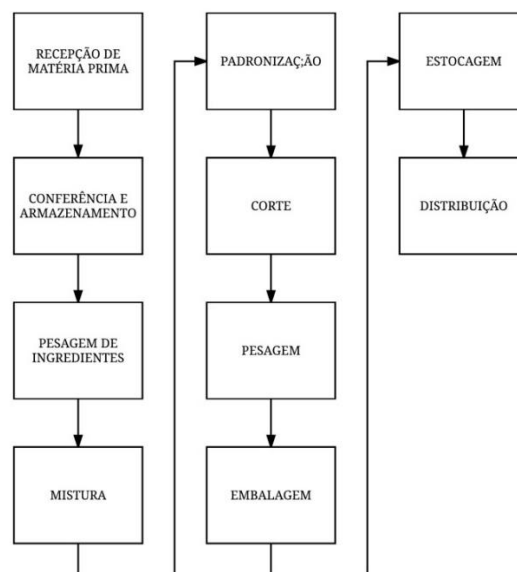 RECEPÇÃO DE
MATÉRIA PRIMA
CONFERÊNCIA E
ARMAZENAMENTO
PESAGEM DE
INGREDIENTES
MISTURA
PADRONIZAÇ;ÃO
CORTE
PESAGEM
EMBALAGEM
ESTOCAGEM
DISTRIBUIÇÃO